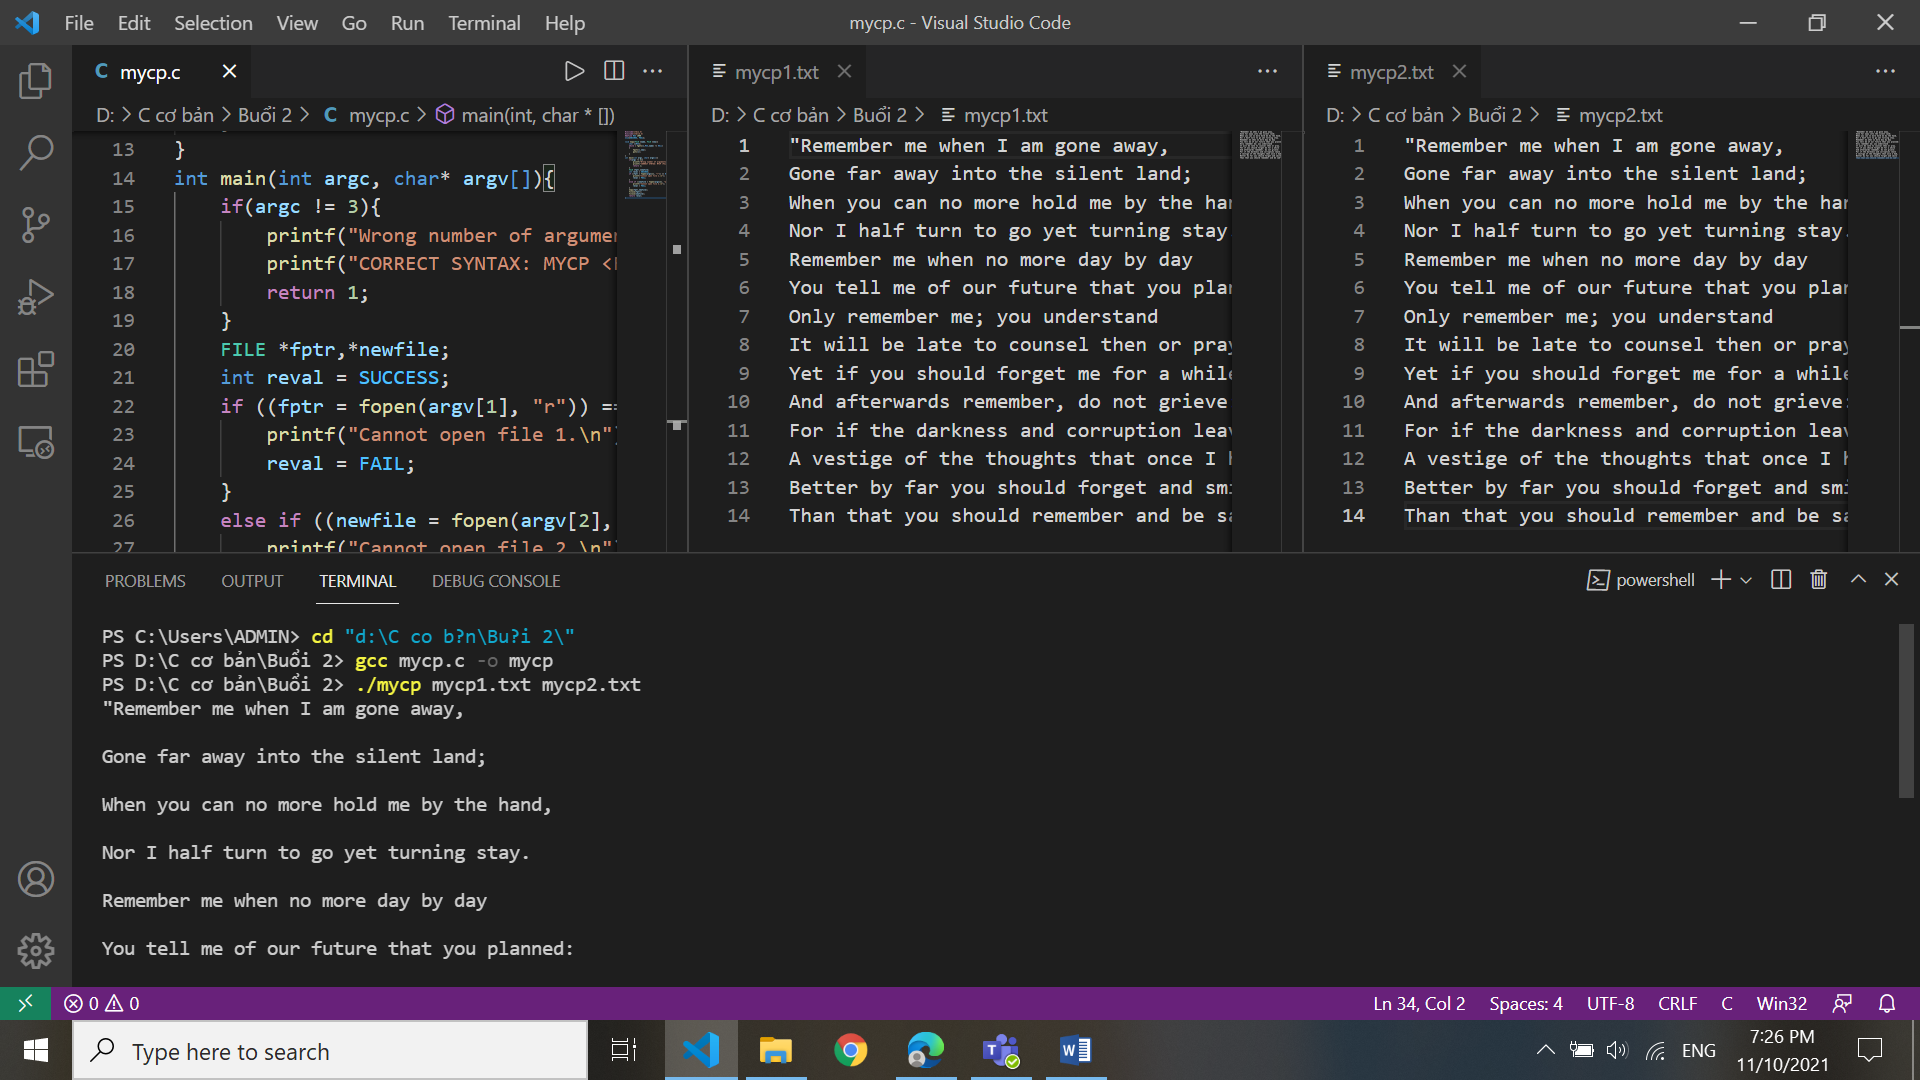 File Edit Selection View Go Run Terminal Help
mycp.c - Visual Studio Code
C mycp.c
D: > C cơ bản > Buổi 2 > C mycp.c > main(int, char * [])
13 }
14 int main(int argc, char* argv[]){
15 if(argc != 3){
16 printf("Wrong number of argumen
17 printf("CORRECT SYNTAX: MYCP <
18 return 1;
19 }
20 FILE *fptr,*newfile;
21 int reval = SUCCESS;
22 if ((fptr = fopen(argv[1], "r")) ==
23 printf("Cannot open file 1.\n"
24 reval = FAIL;
25 }
26 else if ((newfile = fopen(argv[2],
27 printf("Cannot open file 2.\n"
mycp1.txt
D: > C cơ bản > Buổi 2 > mycp1.txt
1 "Remember me when I am gone away,
2 Gone far away into the silent land;
3 When you can no more hold me by the han
4 Nor I half turn to go yet turning stay
5 Remember me when no more day by day
6 You tell me of our future that you plan
7 Only remember me; you understand
8 It will be late to counsel then or pray
9 Yet if you should forget me for a while
10 And afterwards remember, do not grieve
11 For if the darkness and corruption leav
12 A vestige of the thoughts that once I h
13 Better by far you should forget and smi
14 Than that you should remember and be sa
mycp2.txt
D: > C cơ bản > Buổi 2 > mycp2.txt
1 "Remember me when I am gone away,
2 Gone far away into the silent land;
3 When you can no more hold me by the han
4 Nor I half turn to go yet turning stay.
5 Remember me when no more day by day
6 You tell me of our future that you plan
7 Only remember me; you understand
8 It will be late to counsel then or pray
9 Yet if you should forget me for a while
10 And afterwards remember, do not grieve:
11 For if the darkness and corruption leav
12 A vestige of the thoughts that once I h
13 Better by far you should forget and smi
14 Than that you should remember and be sa
PROBLEMS OUTPUT TERMINAL DEBUG CONSOLE
powershell
PS C:\Users\ADMIN> cd "d:\C co b?n\Bu?i 2\"
PS D:\C cơ bản\Buổi 2> gcc mycp.c -o mycp
PS D:\C cơ bản\Buổi 2> ./mycp mycp1.txt mycp2.txt
"Remember me when I am gone away,
Gone far away into the silent land;
When you can no more hold me by the hand,
Nor I half turn to go yet turning stay.
Remember me when no more day by day
You tell me of our future that you planned:
0 0
Ln 34, Col 2 Spaces: 4 UTF-8 CRLF C Win32
Type here to search
ENG
7:26 PM
11/10/2021